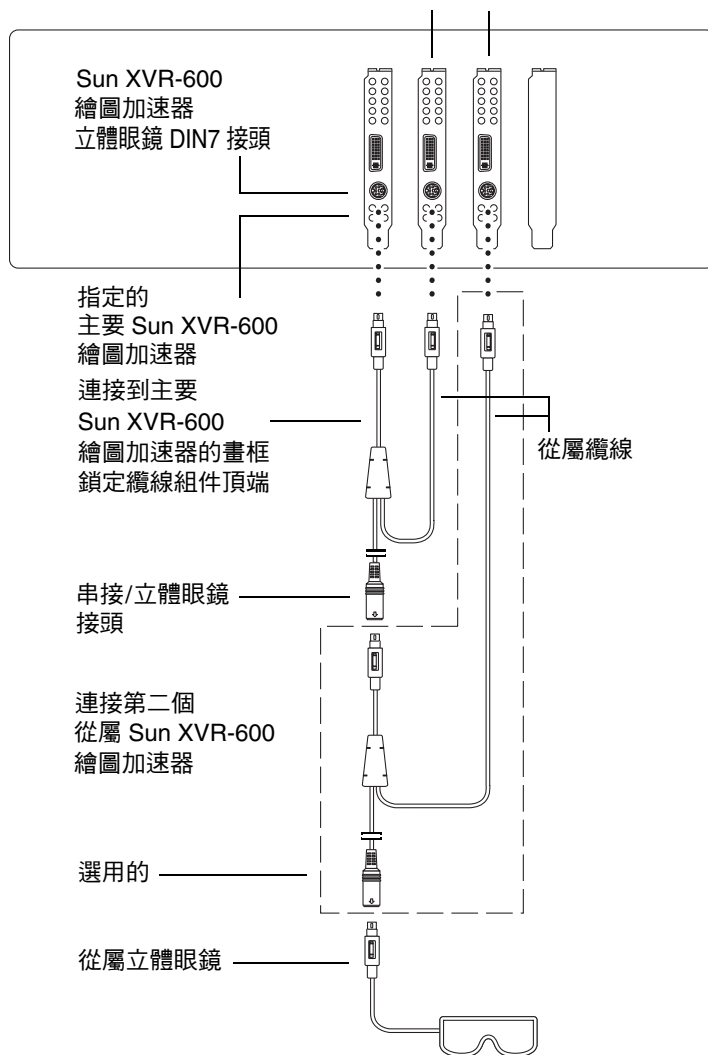 Sun XVR-600
繪圖加速器
立體眼鏡 DIN7 接頭
指定的
主要 Sun XVR-600
繪圖加速器
連接到主要
Sun XVR-600
繪圖加速器的畫框
鎖定纜線組件頂端
從屬纜線
串接/立體眼鏡
接頭
連接第二個
從屬 Sun XVR-600
繪圖加速器
選用的
從屬立體眼鏡